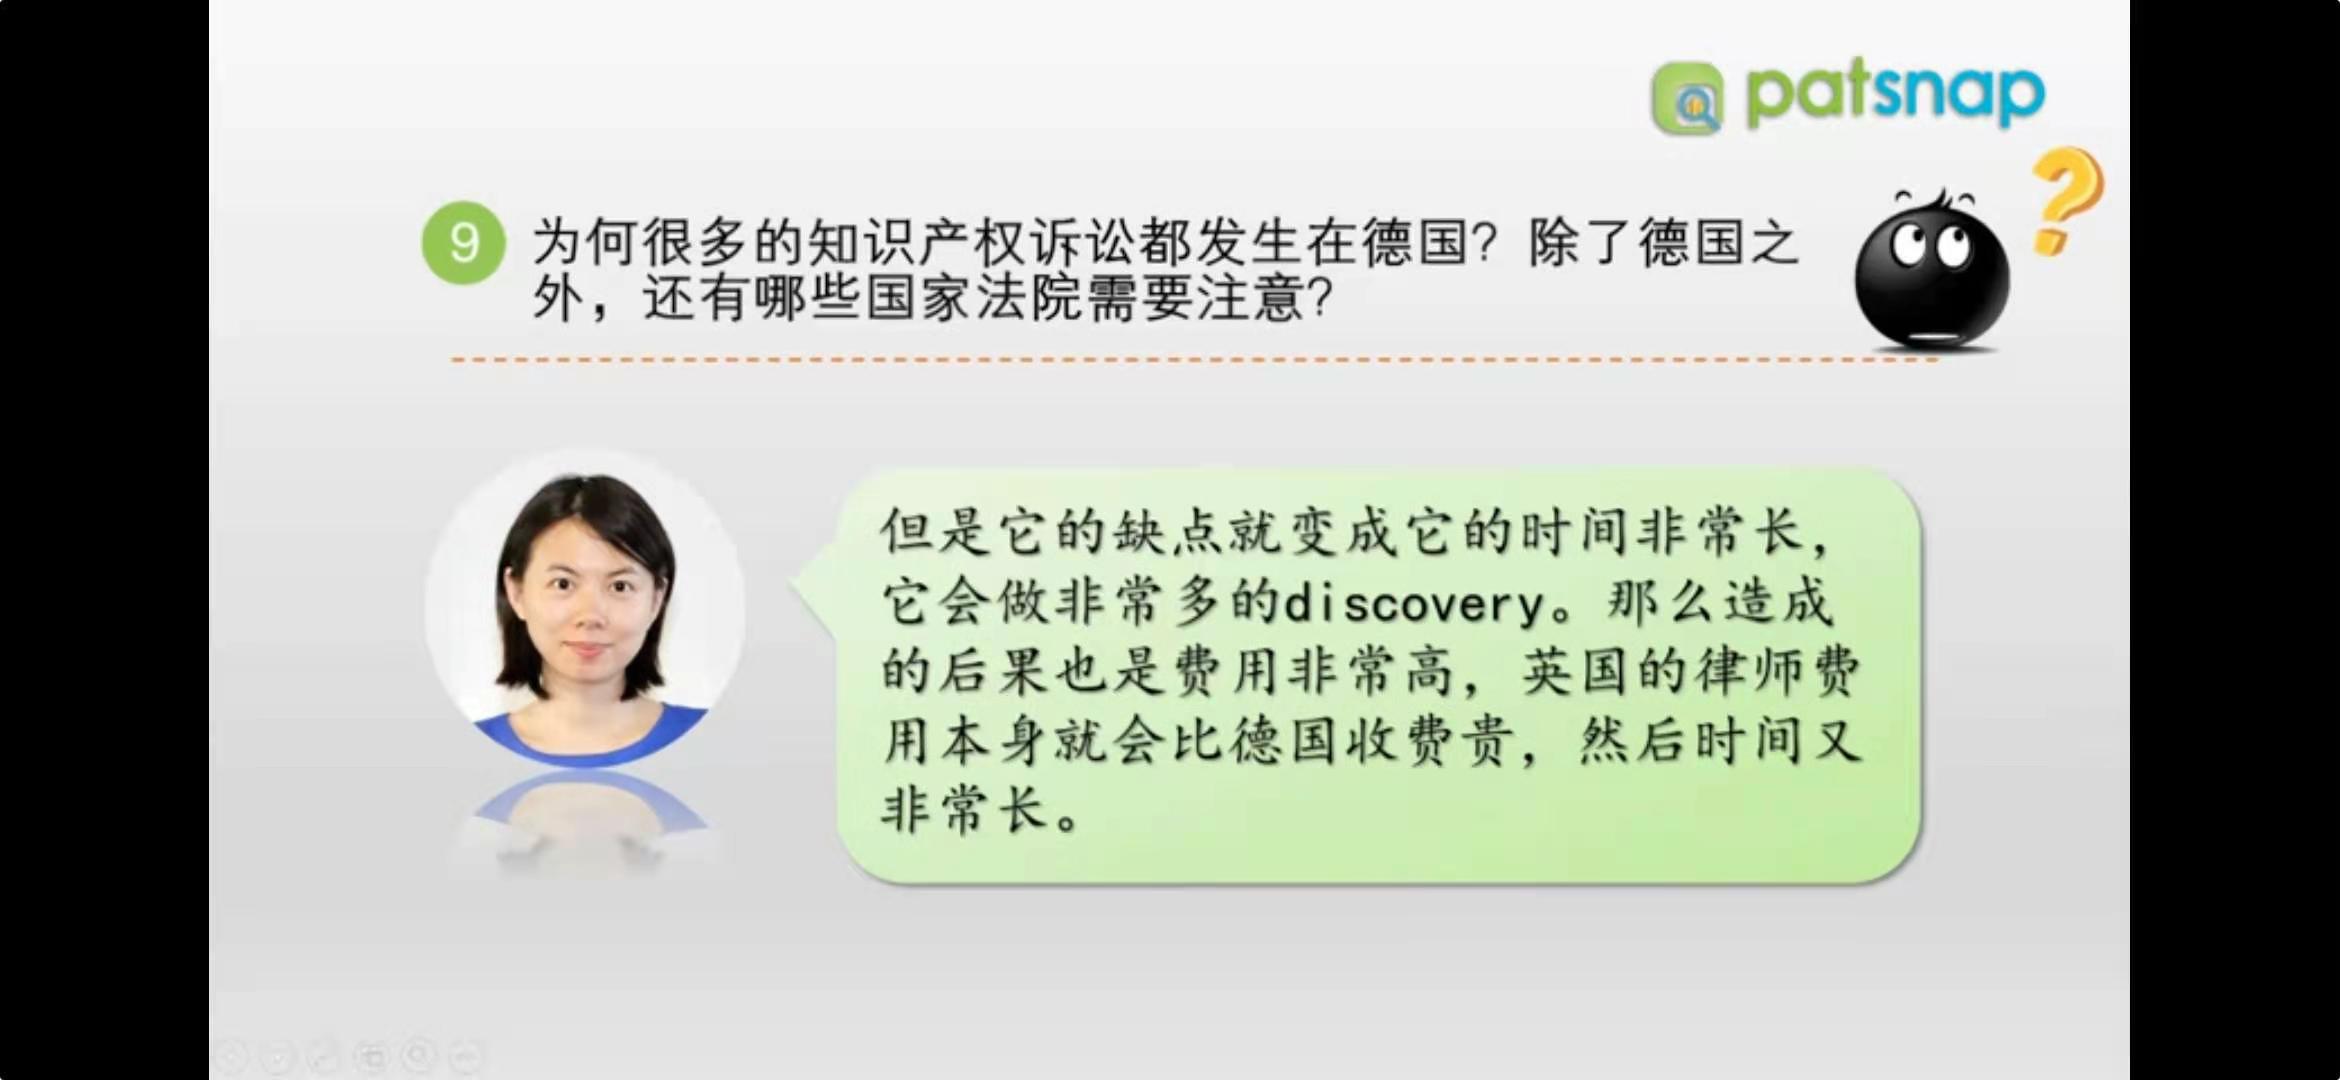 patsnap
9
为何很多的知识产权诉讼都发生在德国？除了德国之
外，还有哪些国家法院需要注意？
但是它的缺点就变成它的时间非常长，
它会做非常多的discovery。那么造成
的后果也是费用非常高，英国的律师费
用本身就会比德国收费贵，然后时间又
非常长。